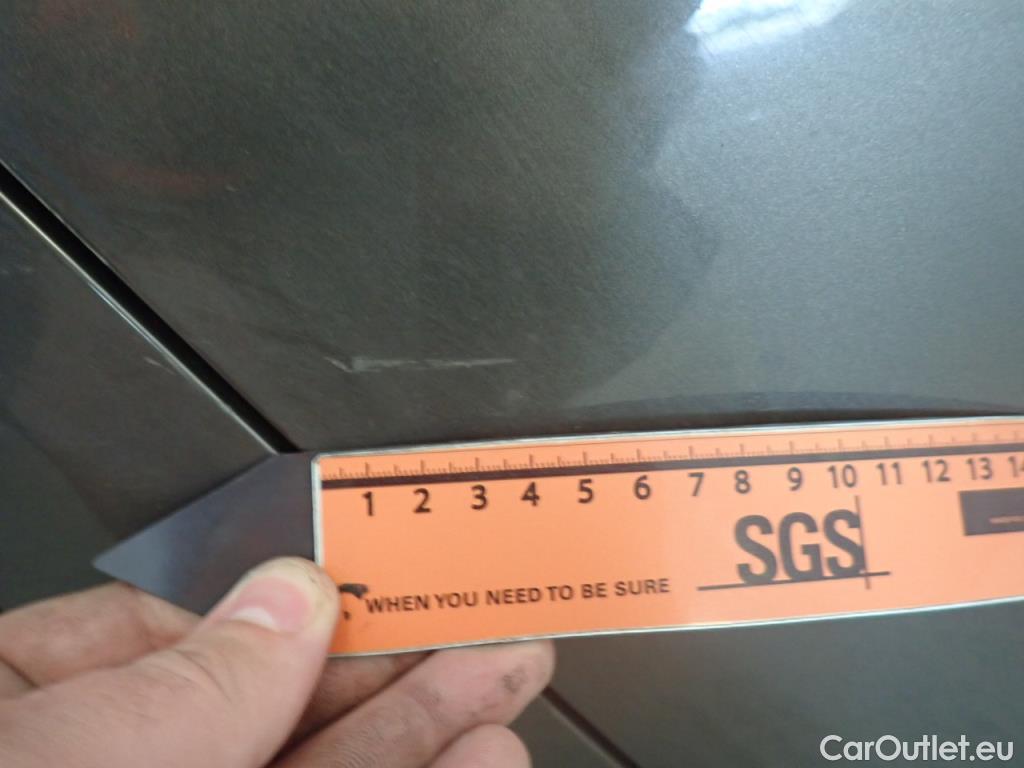 1 2 3 4 5 6 7 8 9 10 11 12 13 14
SGS
WHEN YOU NEED TO BE SURE
CarOutlet.eu